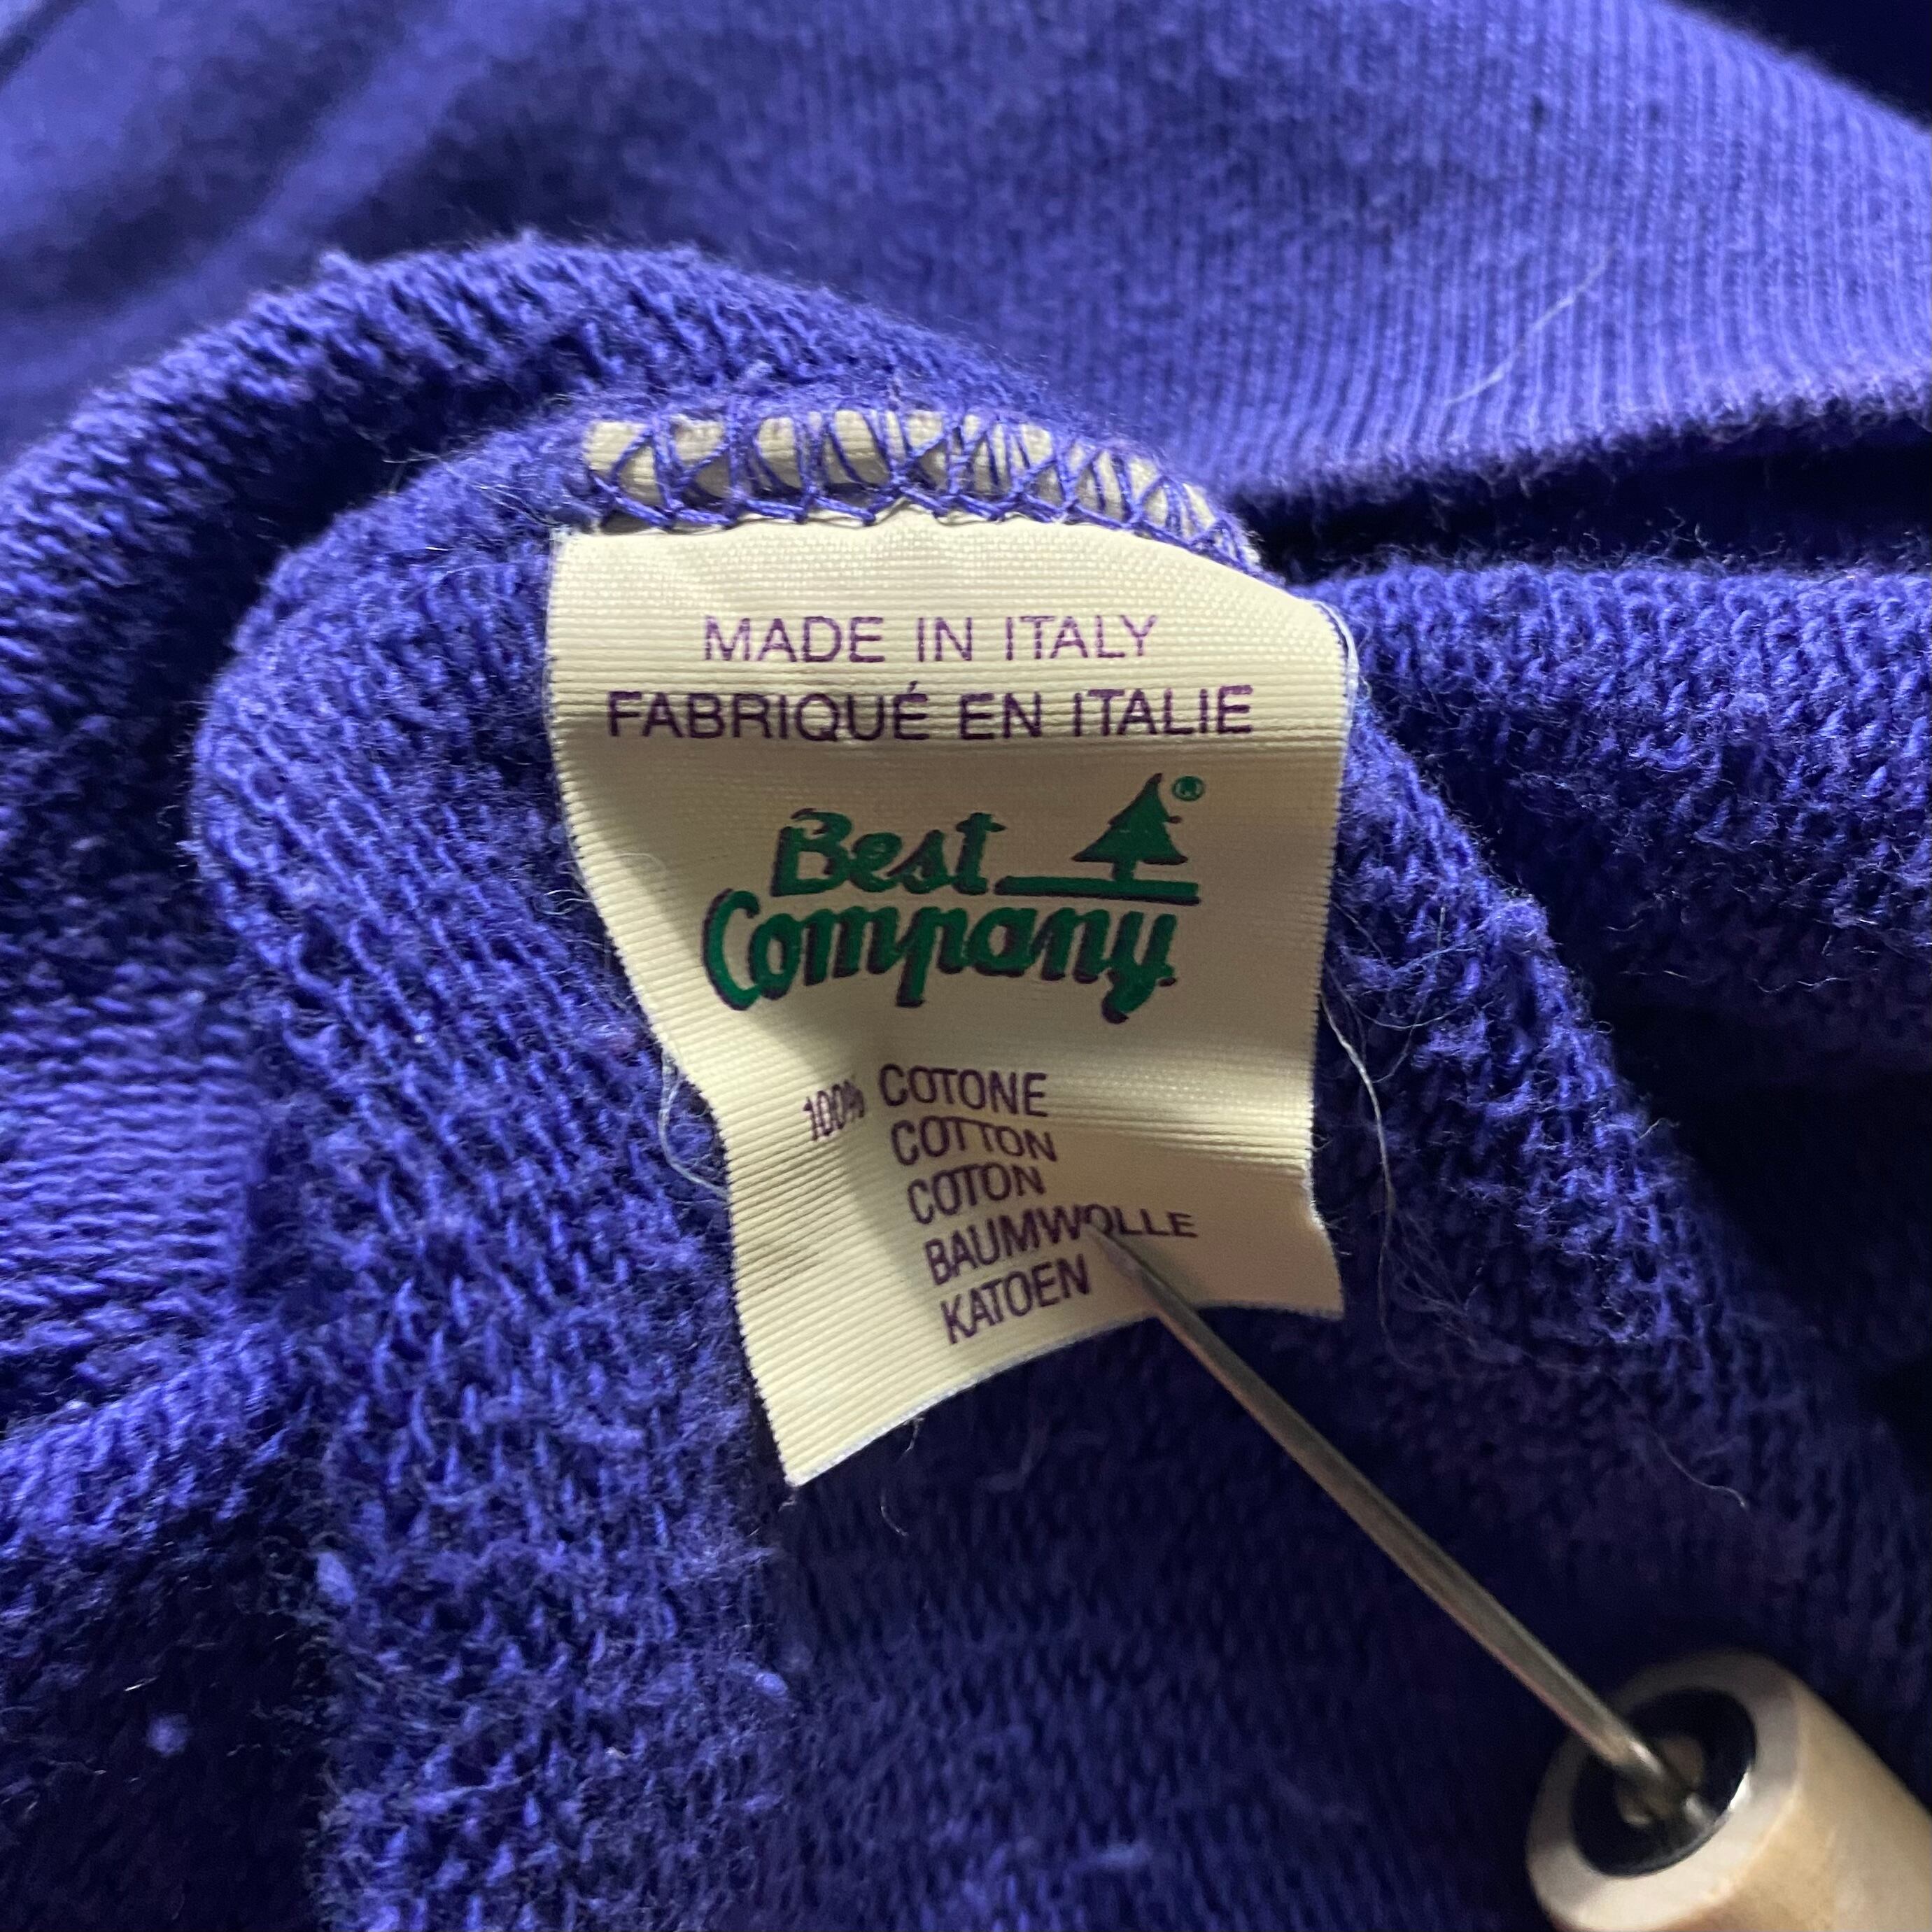 MADE IN ITALY
FABRIQUÉ EN ITALIE
Best
Company
®
100% COTONE
COTTON
COTON
BAUMWOLLE
KATOEN